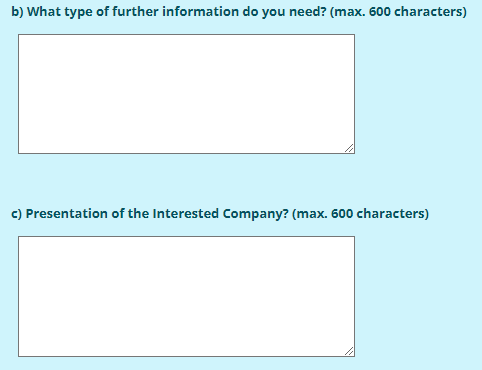 b) What type of further information do you need? (max. 600 characters)
c) Presentation of the Interested Company? (max. 600 characters)